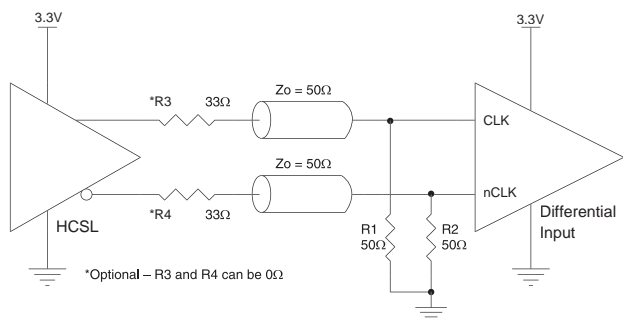 3.3V
3.3V
*R3
33Ω
Zo = 50Ω
CLK
Zo = 50Ω
nCLK
*R4
33Ω
HCSL
R1
50Ω
R2
50Ω
Differential
Input
*Optional – R3 and R4 can be 0Ω